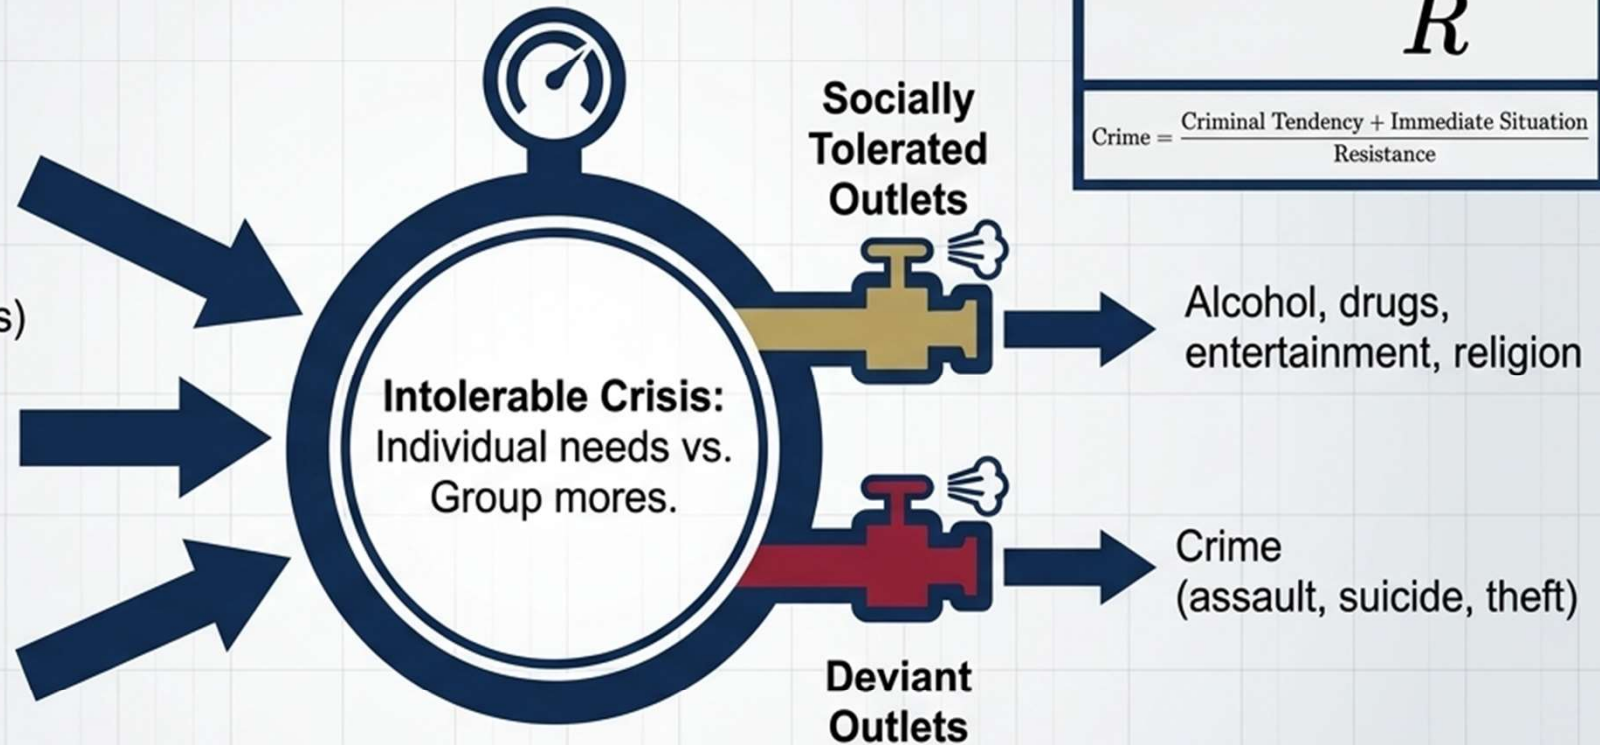 R
Crime = Criminal Tendency + Immediate Situation
Resistance
Socially
Tolerated
Outlets
s)
Alcohol, drugs,
entertainment, religion
Intolerable Crisis:
Individual needs vs.
Group mores.
Crime
(assault, suicide, theft)
Deviant
Outlets